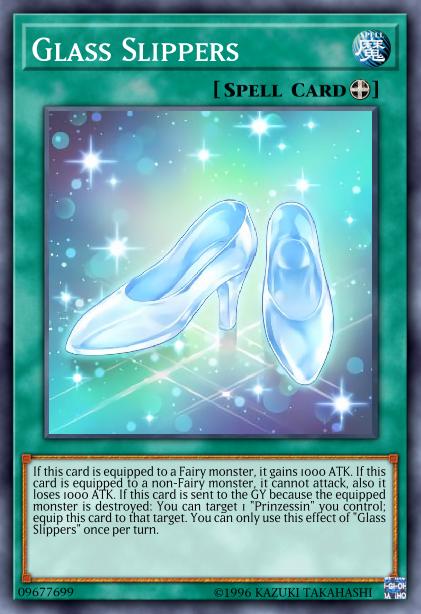 Glass Slippers
SPELL
魔
[Spell Card]
If this card is equipped to a Fairy monster, it gains 1000 ATK. If this
card is equipped to a non-Fairy monster, it cannot attack, also it
loses 1000 ATK. If this card is sent to the GY because the equipped
monster is destroyed: You can target 1 "Prinzessin" you control;
equip this card to that target. You can only use this effect of "Glass
Slippers" once per turn.
09677699
©1996 KAZUKI TAKAHASHI